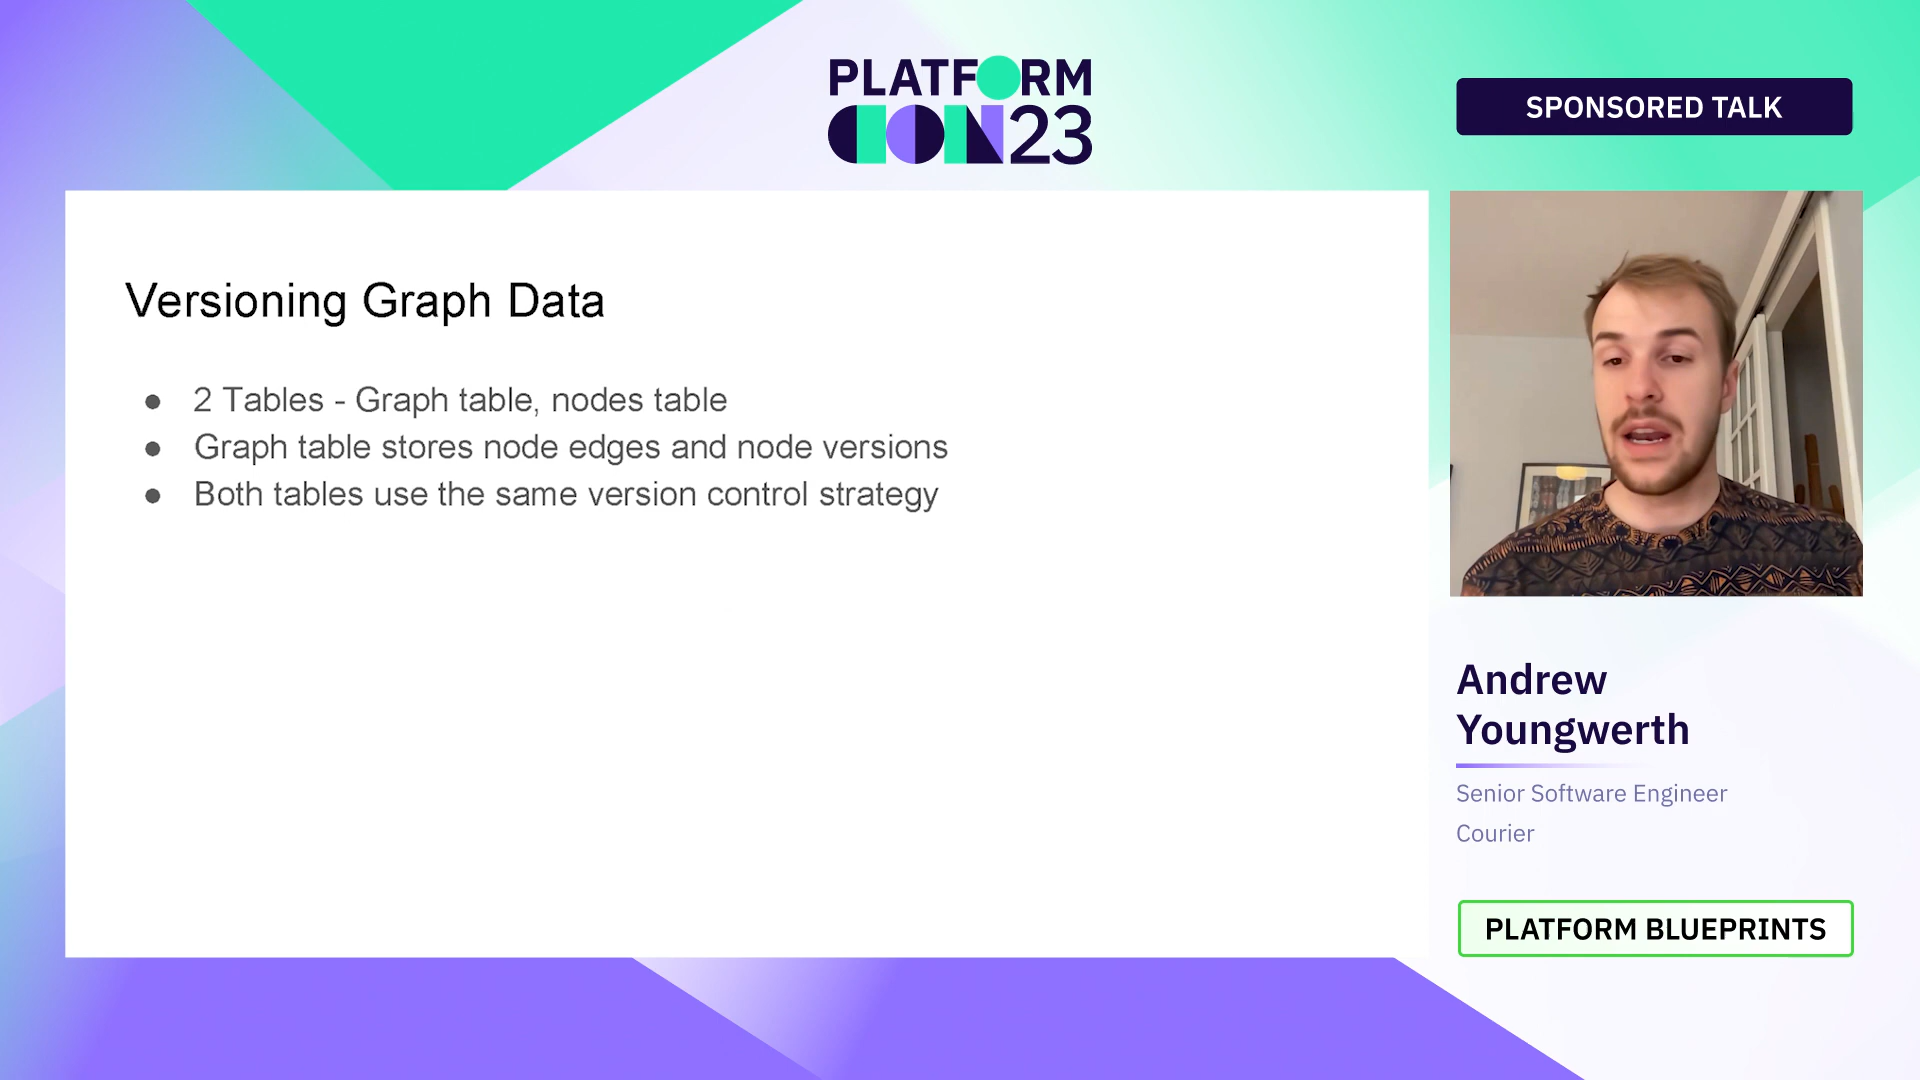 PLATFORM
CON23
SPONSORED TALK
Versioning Graph Data
● 2 Tables - Graph table, nodes table
● Graph table stores node edges and node versions
● Both tables use the same version control strategy
Andrew
Youngwerth
Senior Software Engineer
Courier
PLATFORM BLUEPRINTS